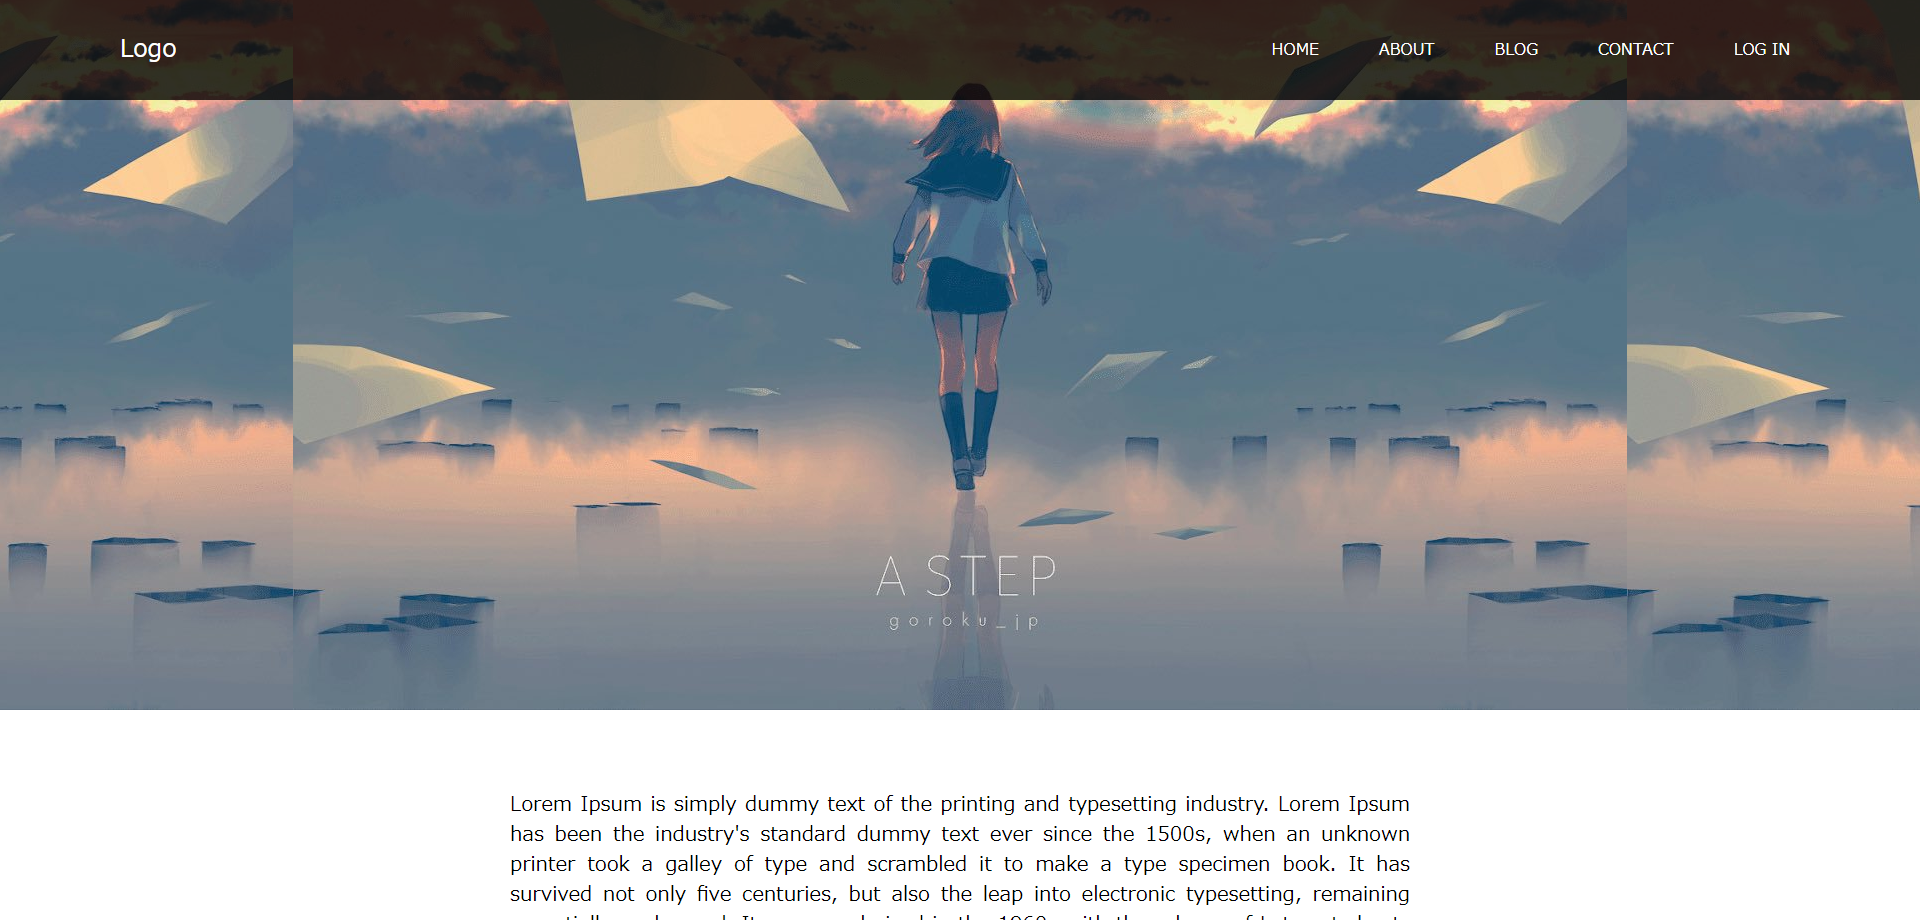 Logo
HOME ABOUT BLOG CONTACT LOG IN
A STEP
goroku_jp
Lorem Ipsum is simply dummy text of the printing and typesetting industry. Lorem Ipsum
has been the industry's standard dummy text ever since the 1500s, when an unknown
printer took a galley of type and scrambled it to make a type specimen book. It has
survived not only five centuries, but also the leap into electronic typesetting, remaining